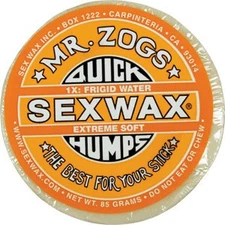 SEX WAX INC. • BOX 1222 • CARPINTERIA, CA • 93014
MR. ZOGS
QUICK
1X: FRIGID WATER
SEXWAX®
EXTREME SOFT
HUMPS
★THE BEST FOR YOUR STICK★
WWW.SEXWAX.COM • NET WT. 85 GRAMS • DO NOT EAT OR CHEW •